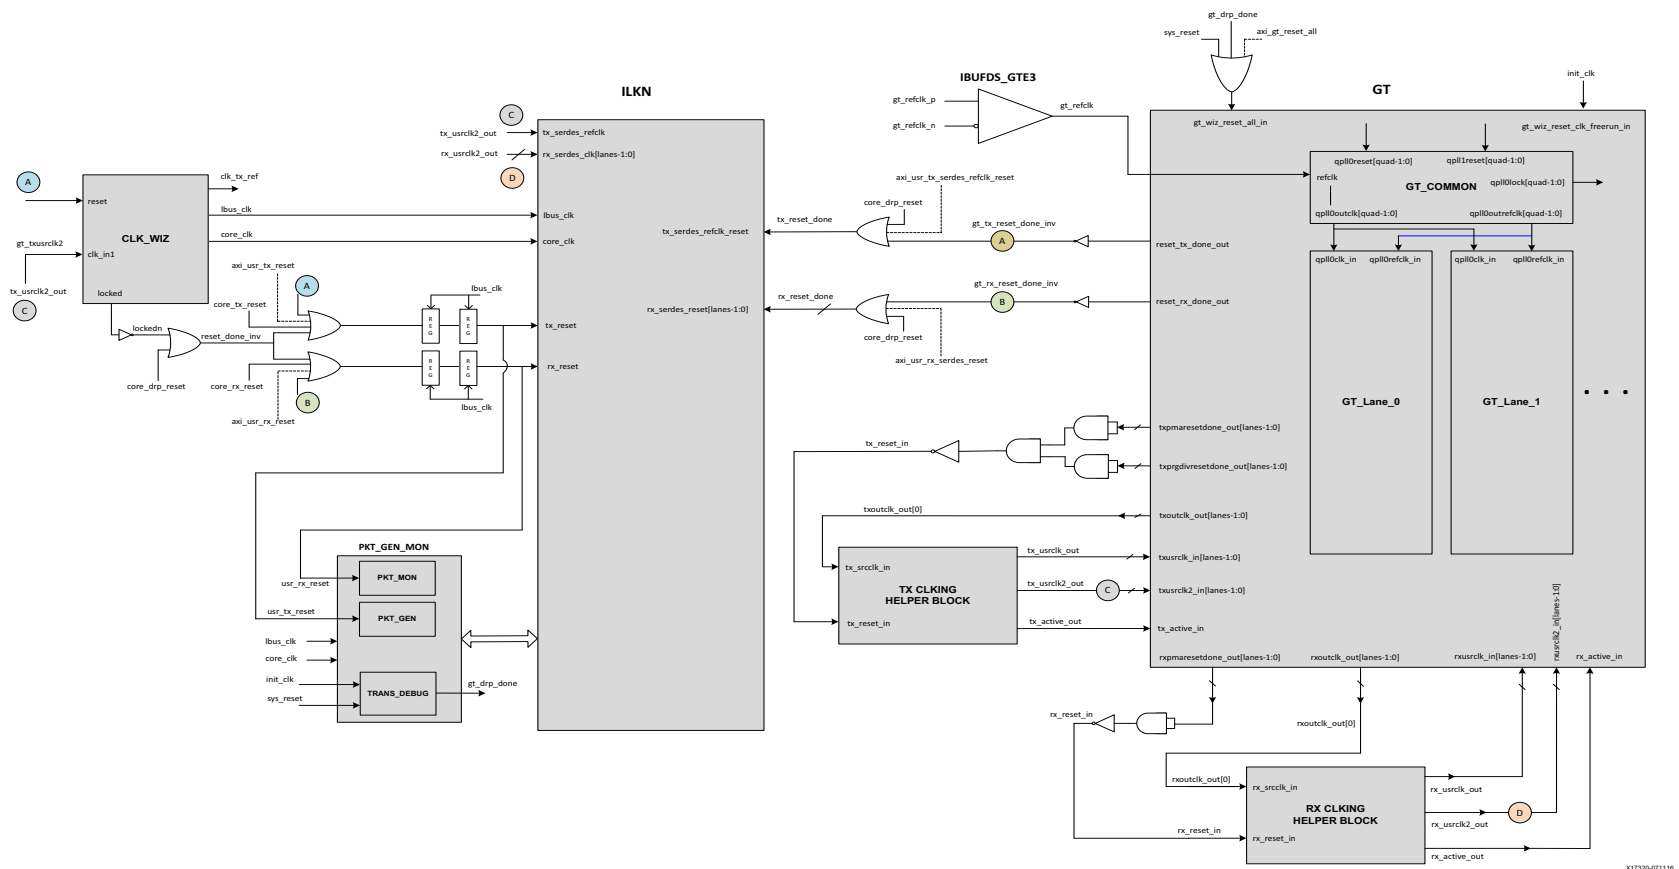 gt_drp_done
sys_reset
axi_gt_reset_all
IBUFDS_GTE3
init_clk
ILKN
GT
gt_refclk_p
gt_refclk
gt_refclk_n
C
gt_wiz_reset_all_in
gt_wiz_reset_clk_freerun_in
tx_usrclk2_out
tx_serdes_refclk
rx_usrclk2_out
rx_serdes_clk[lanes-1:0]
D
qpll0reset[quad-1:0]
qpll1reset[quad-1:0]
refclk
GT_COMMON
qpll0lock[quad-1:0]
qpll0outclk[quad-1:0]
qpll0outrefclk[quad-1:0]
A
clk_tx_ref
reset
lbus_clk
lbus_clk
CLK_WIZ
core_clk
core_clk
gt_txusrclk2
clk_in1
tx_usrclk2_out
C
locked
axi_usr_tx_serdes_refclk_reset
core_drp_reset
tx_reset_done
tx_serdes_refclk_reset
gt_tx_reset_done_inv
A
reset_tx_done_out
qpll0clk_in
qpll0refclk_in
qpll0clk_in
qpll0refclk_in
axi_usr_tx_reset
A
core_tx_reset
lbus_clk
R
E
G
R
E
G
gt_rx_reset_done_inv
rx_reset_done
rx_serdes_reset[lanes-1:0]
B
reset_rx_done_out
lockedn
reset_done_inv
tx_reset
core_drp_reset
axi_usr_rx_serdes_reset
R
E
G
R
E
G
rx_reset
core_drp_reset
core_rx_reset
B
axi_usr_rx_reset
lbus_clk
GT_Lane_0
GT_Lane_1
. . .
txpmaresetdone_out[lanes-1:0]
tx_reset_in
txprgdivresetdone_out[lanes-1:0]
txoutclk_out[0]
txoutclk_out[lanes-1:0]
PKT_GEN_MON
PKT_MON
usr_rx_reset
usr_tx_reset
PKT_GEN
lbus_clk
core_clk
init_clk
TRANS_DEBUG
gt_drp_done
sys_reset
tx_srcclk_in
TX CLKING
HELPER BLOCK
tx_reset_in
tx_usrclk_out
txusrclk_in[lanes-1:0]
tx_usrclk2_out
C
txusrclk2_in[lanes-1:0]
tx_active_out
tx_active_in
rxpmaresetdone_out[lanes-1:0]
rxoutclk_out[lanes-1:0]
rxusrclk_in[lanes-1:0]
rxusrclk2_in[lanes-1:0]
rx_active_in
rx_reset_in
rxoutclk_out[0]
rxoutclk_out[0]
rx_srcclk_in
RX CLKING
HELPER BLOCK
rx_reset_in
rx_reset_in
rx_usrclk_out
D
rx_usrclk2_out
rx_active_out
X17320-071116